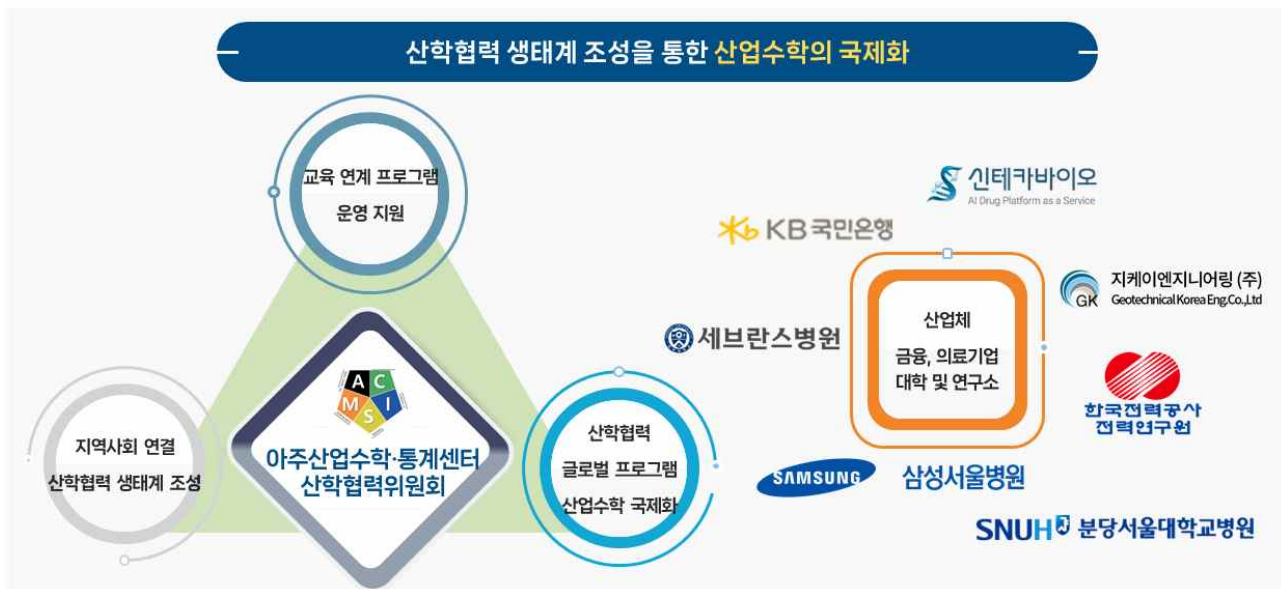 산학협력 생태계 조성을 통한 산업수학의 국제화
교육 연계 프로그램
운영 지원
지역사회 연결
산학협력 생태계 조성
A C
M S I
아주산업수학·통계센터
산학협력위원회
산학협력
글로벌 프로그램
산업수학 국제화
신테카바이오
AI Drug Platform as a Service
KB국민은행
세브란스병원
산업체
금융, 의료기업
대학 및 연구소
GK
지케이엔지니어링 (주)
Geotechnical Korea Eng.Co.,Ltd
한국전력공사
전력연구원
SAMSUNG 삼성서울병원
SNUH 분당서울대학교병원